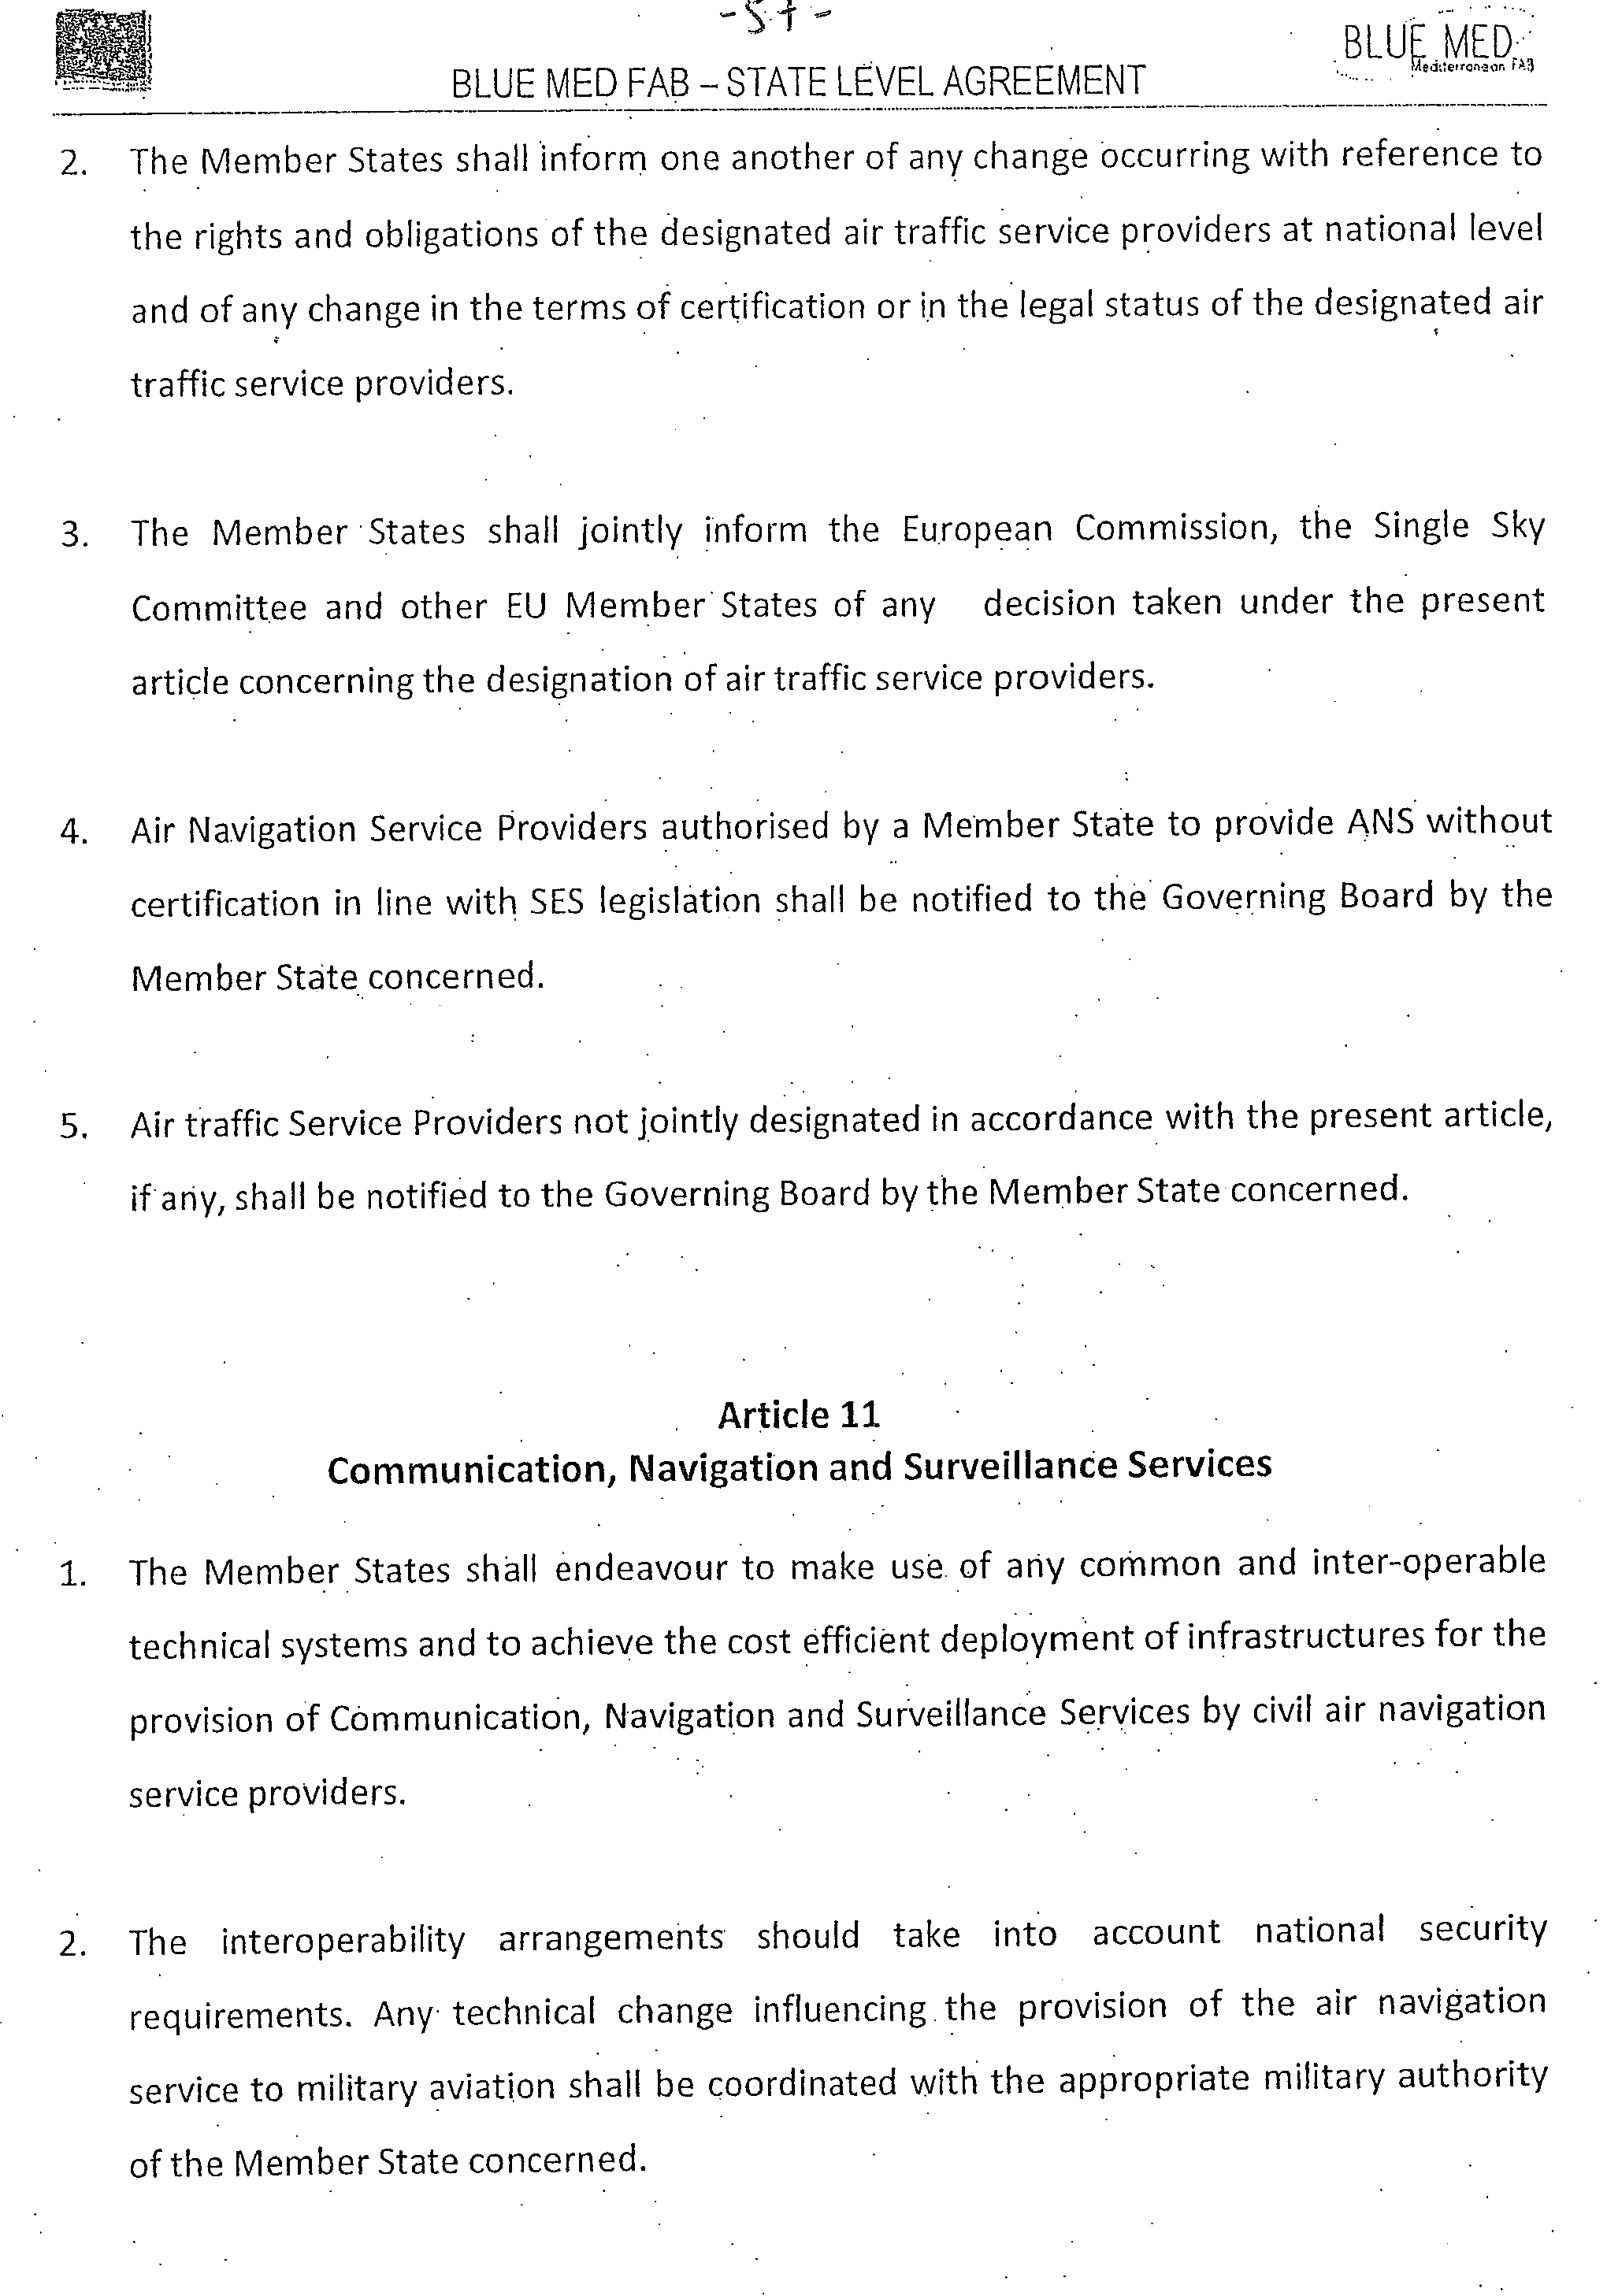 -57-
BLUE MED
Mediterranean FAB
BLUE MED FAB – STATE LEVEL AGREEMENT
2. The Member States shall inform one another of any change occurring with reference to
the rights and obligations of the designated air traffic service providers at national level
and of any change in the terms of certification or in the legal status of the designated air
traffic service providers.
3. The Member States shall jointly inform the European Commission, the Single Sky
Committee and other EU Member States of any decision taken under the present
article concerning the designation of air traffic service providers.
4. Air Navigation Service Providers authorised by a Member State to provide ANS without
certification in line with SES legislation shall be notified to the Governing Board by the
Member State concerned.
5. Air traffic Service Providers not jointly designated in accordance with the present article,
if any, shall be notified to the Governing Board by the Member State concerned.
Article 11
Communication, Navigation and Surveillance Services
1. The Member States shall endeavour to make use of any common and inter-operable
technical systems and to achieve the cost efficient deployment of infrastructures for the
provision of Communication, Navigation and Surveillance Services by civil air navigation
service providers.
2. The interoperability arrangements should take into account national security
requirements. Any technical change influencing the provision of the air navigation
service to military aviation shall be coordinated with the appropriate military authority
of the Member State concerned.